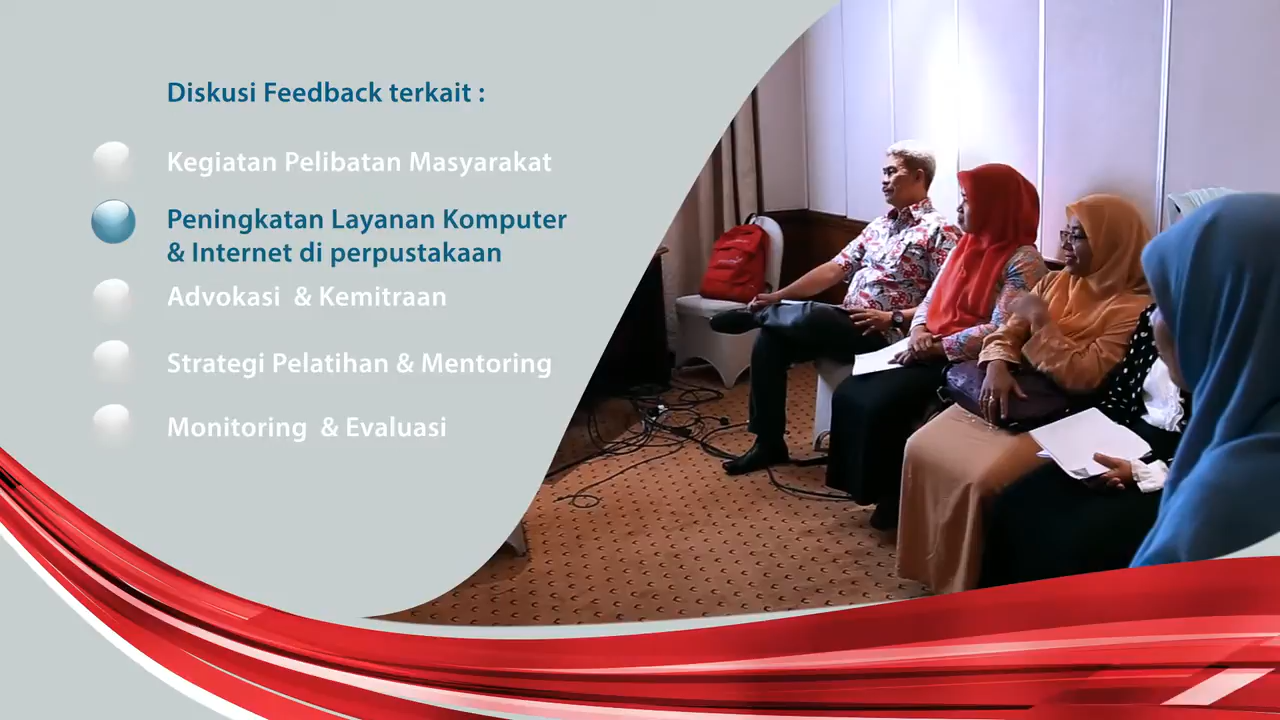 Diskusi Feedback terkait :
Kegiatan Pelibatan Masyarakat
Peningkatan Layanan Komputer
& Internet di perpustakaan
Advokasi & Kemitraan
Strategi Pelatihan & Mentoring
Monitoring & Evaluasi